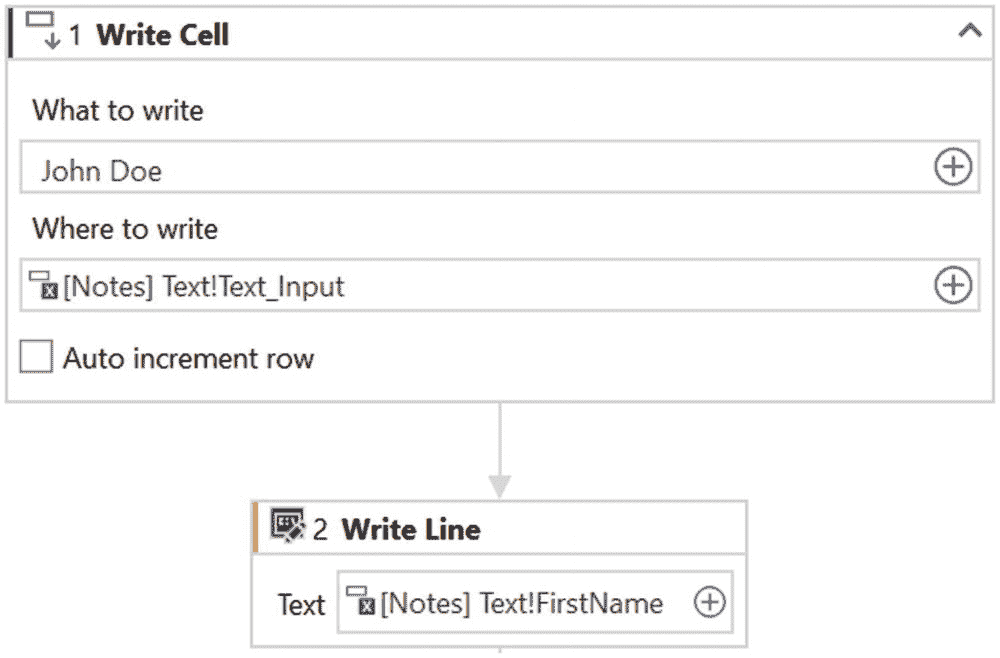 1 Write Cell
What to write
John Doe
Where to write
[Notes] Text!Text_Input
Auto increment row
2 Write Line
Text [Notes] Text!FirstName